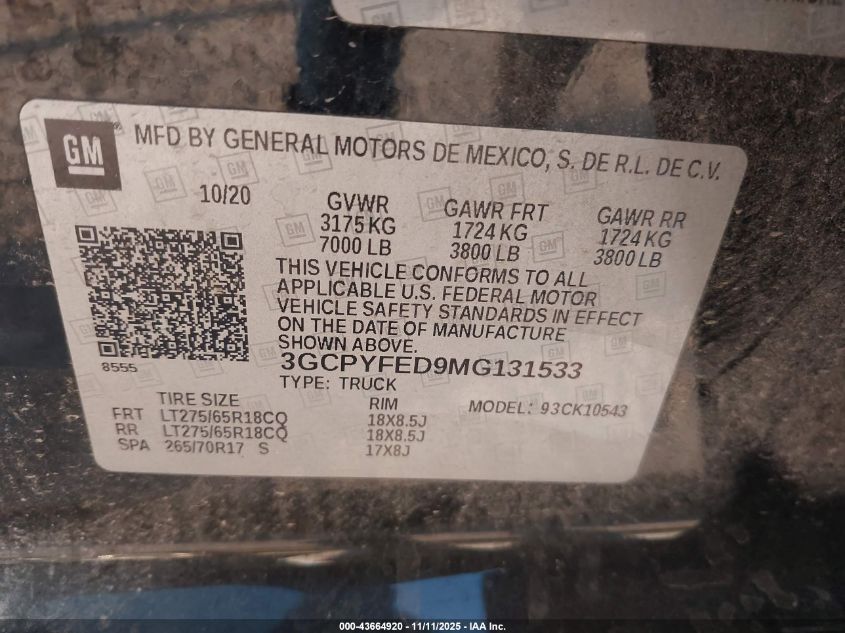 GM
MFD BY GENERAL MOTORS DE MEXICO, S. DE R.L. DE C.V.
10/20
GVWR
3175 KG
7000 LB
GAWR FRT
1724 KG
3800 LB
GAWR RR
1724 KG
3800 LB
THIS VEHICLE CONFORMS TO ALL
APPLICABLE U.S. FEDERAL MOTOR
VEHICLE SAFETY STANDARDS IN EFFECT
ON THE DATE OF MANUFACTURE
SHOWN ABOVE.
8555
3GCPYFED9MG131533
TYPE: TRUCK
MODEL: 93CK10543
TIRE SIZE RIM
FRT LT275/65R18CQ 18X8.5J
RR LT275/65R18CQ 18X8.5J
SPA 265/70R17 S 17X8J
000-43664920 - 11/11/2025 - IAA Inc.